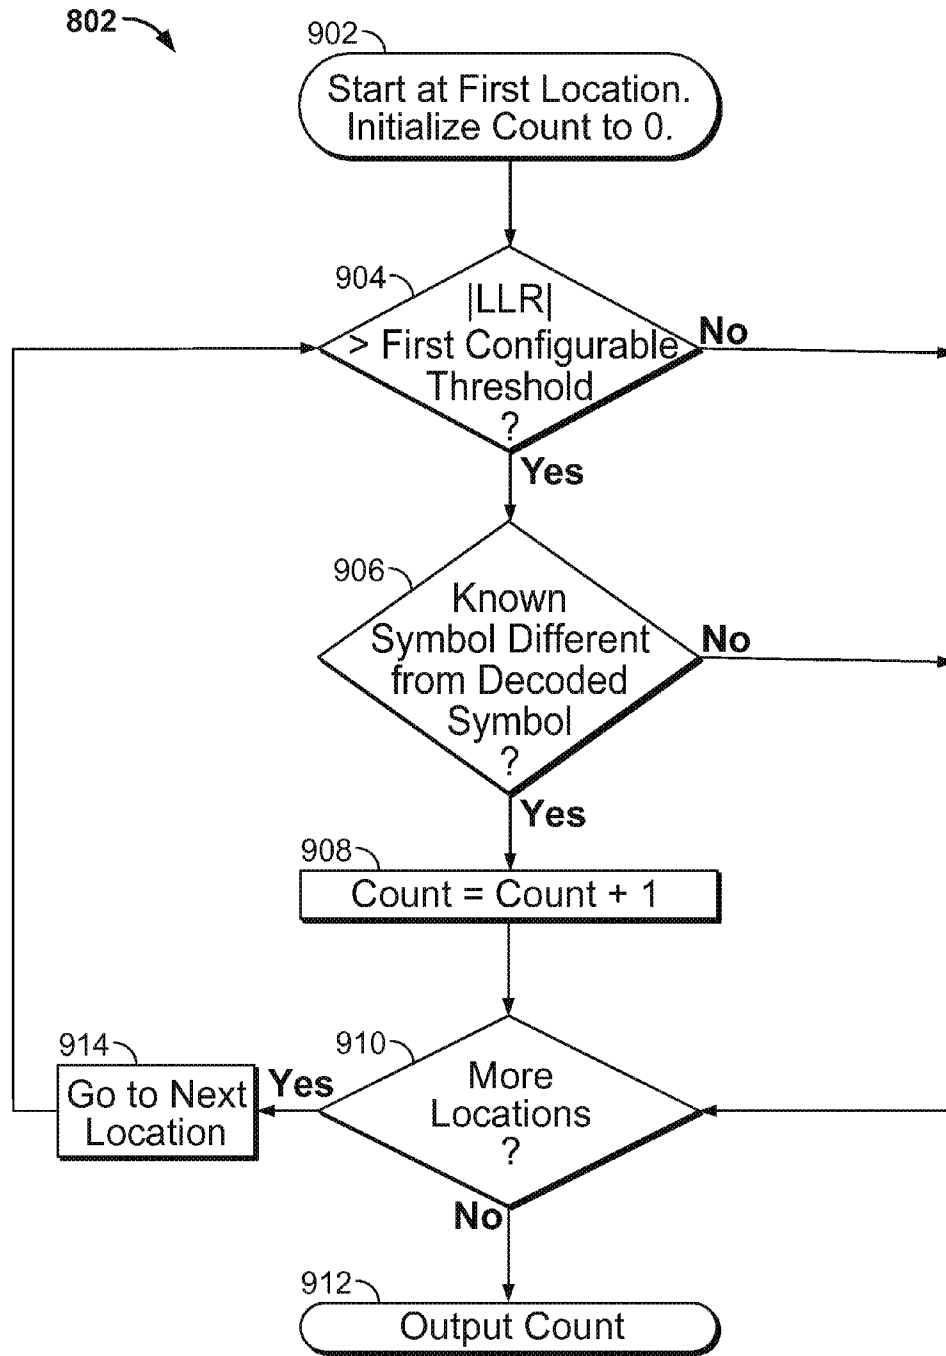 802
902
Start at First Location.
Initialize Count to 0.
904
|LLR|
> First Configurable
Threshold
?
No
Yes
906
Known
Symbol Different
from Decoded
Symbol
?
No
Yes
908
Count = Count + 1
910
More
Locations
?
Yes
914
Go to Next
Location
No
912
Output Count